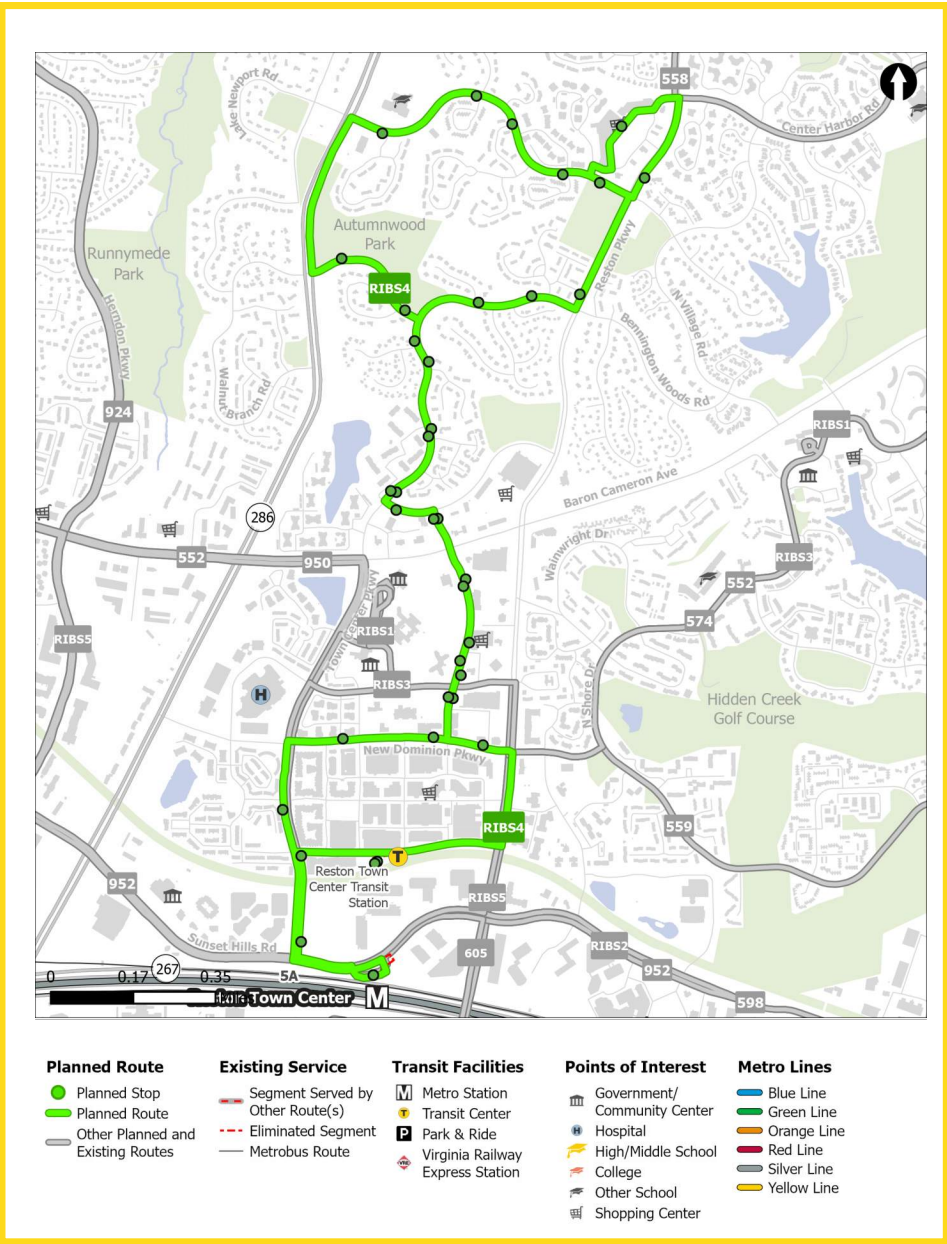 558
Lake Newport Rd
Center Harbor Rd
Autumnwood
Park
Runnymede
Park
Reston Pkwy
RIBS4
Herndon Pkwy
N Village Rd
Bennington Woods Rd
Walnut Branch Rd
924
RIBS1
Baron Cameron Ave
286
Wainwright Dr
552
950
RIBS3
552
574
Town Center Pkwy
RIBS1
RIBS5
RIBS3
N Shore Dr
H
Hidden Creek
Golf Course
New Dominion Pkwy
RIBS4
559
T
Reston Town
Center Transit
Station
952
RIBS5
Sunset Hills Rd
605
RIBS2
952
0
0.17
267
0.35
5A
Town Center
M
598
Planned Route
Planned Stop
Planned Route
Other Planned and
Existing Routes
Existing Service
Segment Served by
Other Route(s)
Eliminated Segment
Metrobus Route
Transit Facilities
M Metro Station
T Transit Center
P Park & Ride
VRE Virginia Railway
Express Station
Points of Interest
Government/
Community Center
H Hospital
High/Middle School
College
Other School
Shopping Center
Metro Lines
Blue Line
Green Line
Orange Line
Red Line
Silver Line
Yellow Line